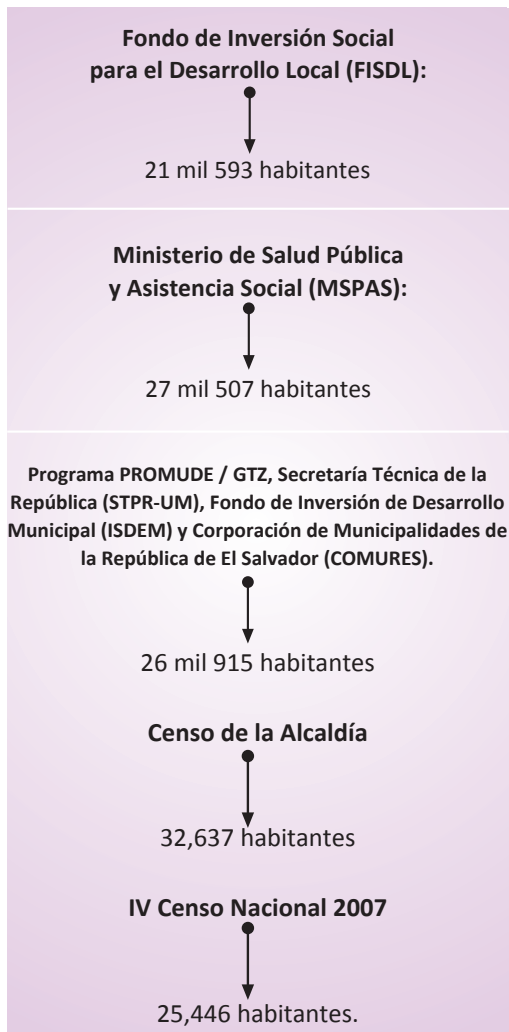 Fondo de Inversión Social
para el Desarrollo Local (FISDL):
21 mil 593 habitantes
Ministerio de Salud Pública
y Asistencia Social (MSPAS):
27 mil 507 habitantes
Programa PROMUDE / GTZ, Secretaría Técnica de la
República (STPR-UM), Fondo de Inversión de Desarrollo
Municipal (ISDEM) y Corporación de Municipalidades de
la República de El Salvador (COMURES).
26 mil 915 habitantes
Censo de la Alcaldía
32,637 habitantes
IV Censo Nacional 2007
25,446 habitantes.